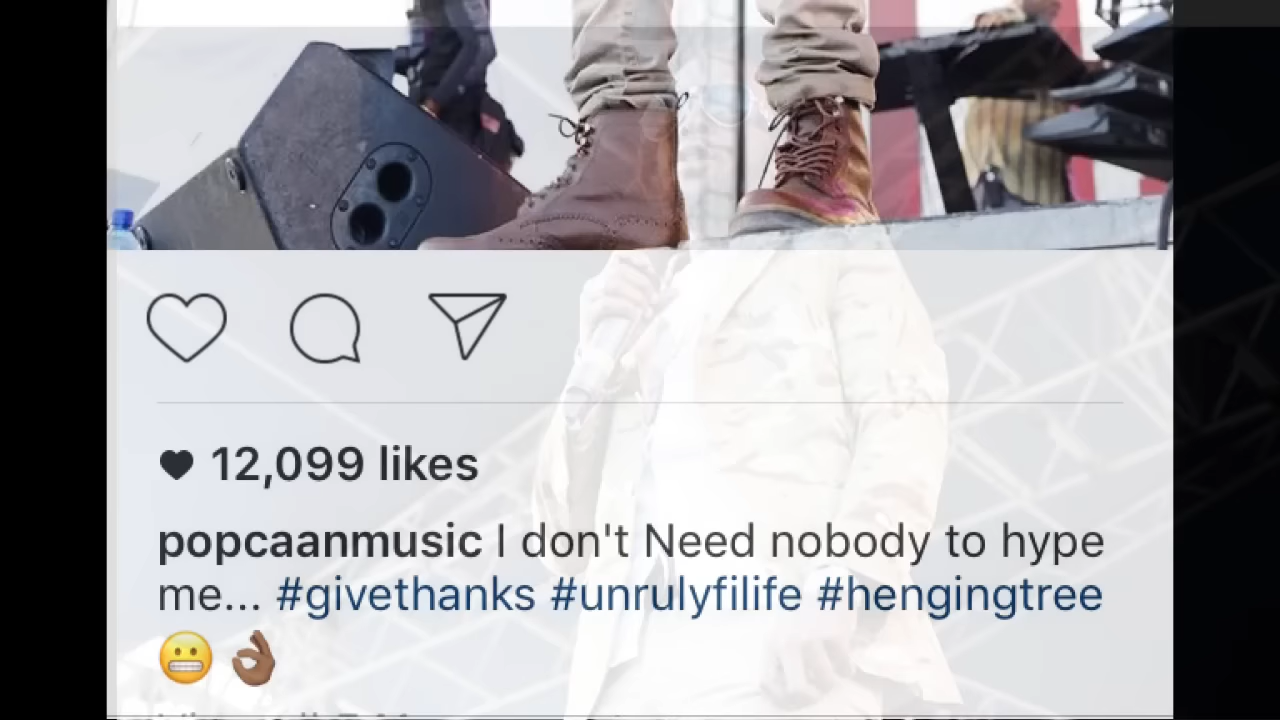 12,099 likes
popcaanmusic I don't Need nobody to hype
me... #givethanks #unrulyfilife #hengingtree
😬 👌🏾